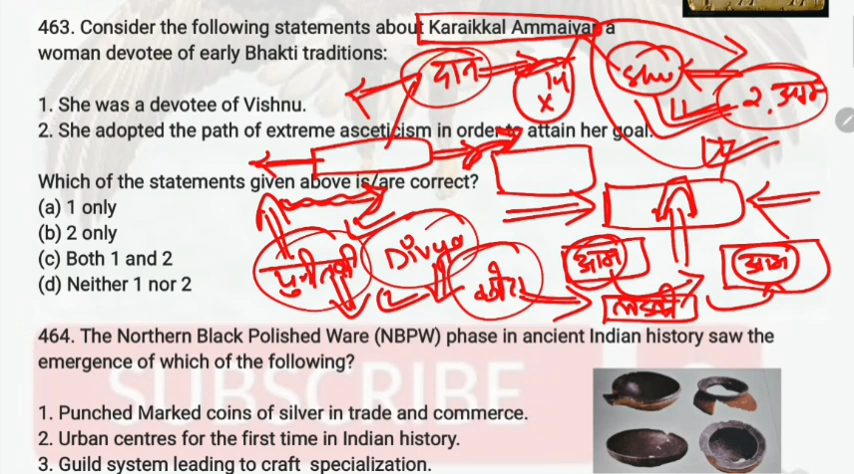 463. Consider the following statements about Karaikkal Ammaiyar a
woman devotee of early Bhakti traditions:
दान
Shiv
1. She was a devotee of Vishnu.
2. She adopted the path of extreme asceticism in order to attain her goal.
Which of the statements given above is/are correct?
(a) 1 only
(b) 2 only
(c) Both 1 and 2
(d) Neither 1 nor 2
Divya
आम
आम
लड्डू
464. The Northern Black Polished Ware (NBPW) phase in ancient Indian history saw the
emergence of which of the following?
SUBSCRIBE
1. Punched Marked coins of silver in trade and commerce.
2. Urban centres for the first time in Indian history.
3. Guild system leading to craft specialization.